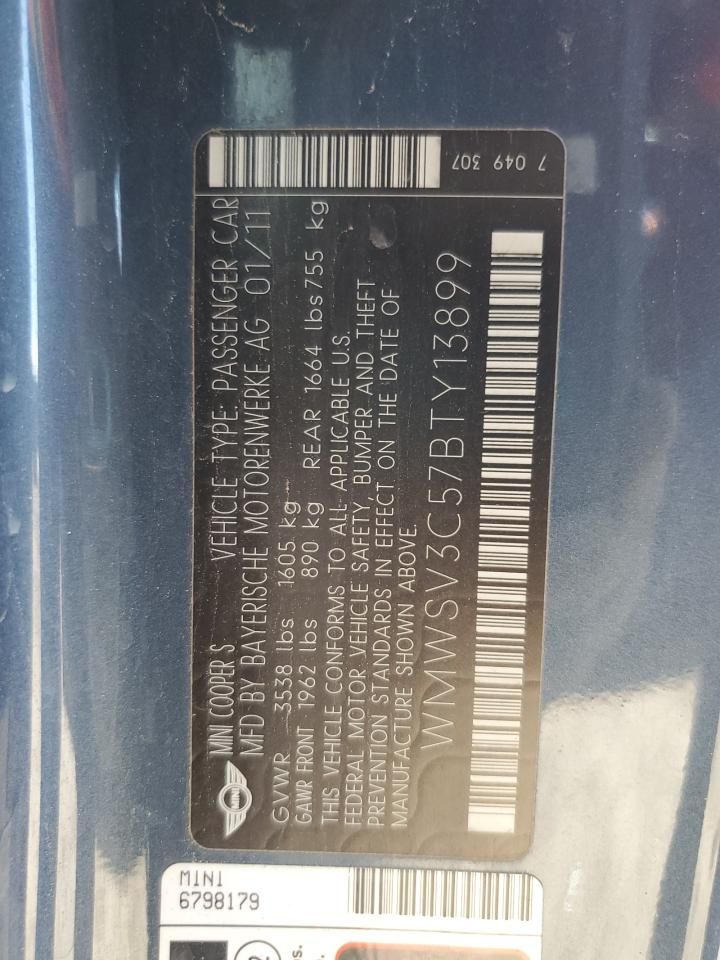 7 049 307
MINI COOPER S VEHICLE TYPE: PASSENGER CAR
MFD BY BAYERISCHE MOTORENWERKE AG 01/11
GVWR 3538 lbs 1605 kg
GAWR FRONT 1962 lbs 890 kg REAR 1664 lbs 755 kg
THIS VEHICLE CONFORMS TO ALL APPLICABLE U.S.
FEDERAL MOTOR VEHICLE SAFETY, BUMPER AND THEFT
PREVENTION STANDARDS IN EFFECT ON THE DATE OF
MANUFACTURE SHOWN ABOVE.
WMWSV3C57BTY13899
MINI
MINI
6798179